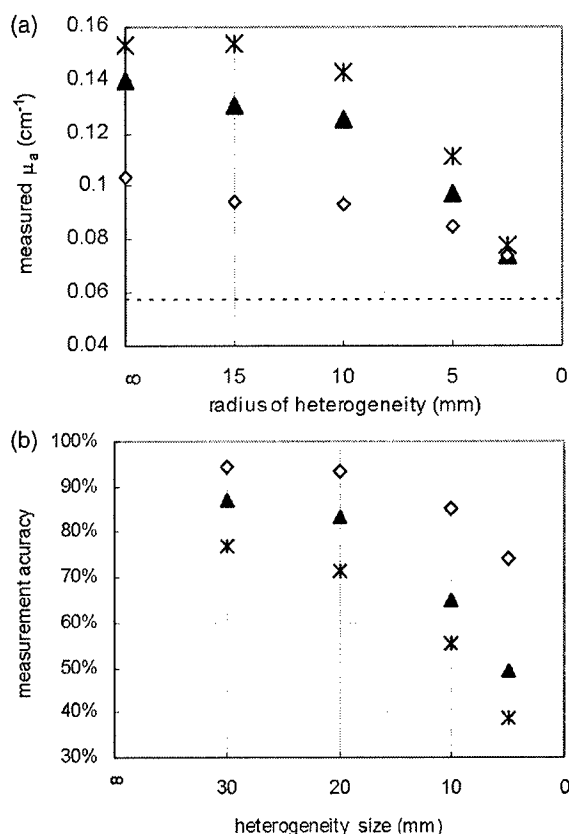 (a)
0.16
0.14
0.12
0.1
0.08
0.06
0.04
measured μa (cm-1)
∞ 15 10 5 0
radius of heterogeneity (mm)
(b)
100%
90%
80%
70%
60%
50%
40%
30%
measurement acuracy
∞ 30 20 10 0
heterogeneity size (mm)